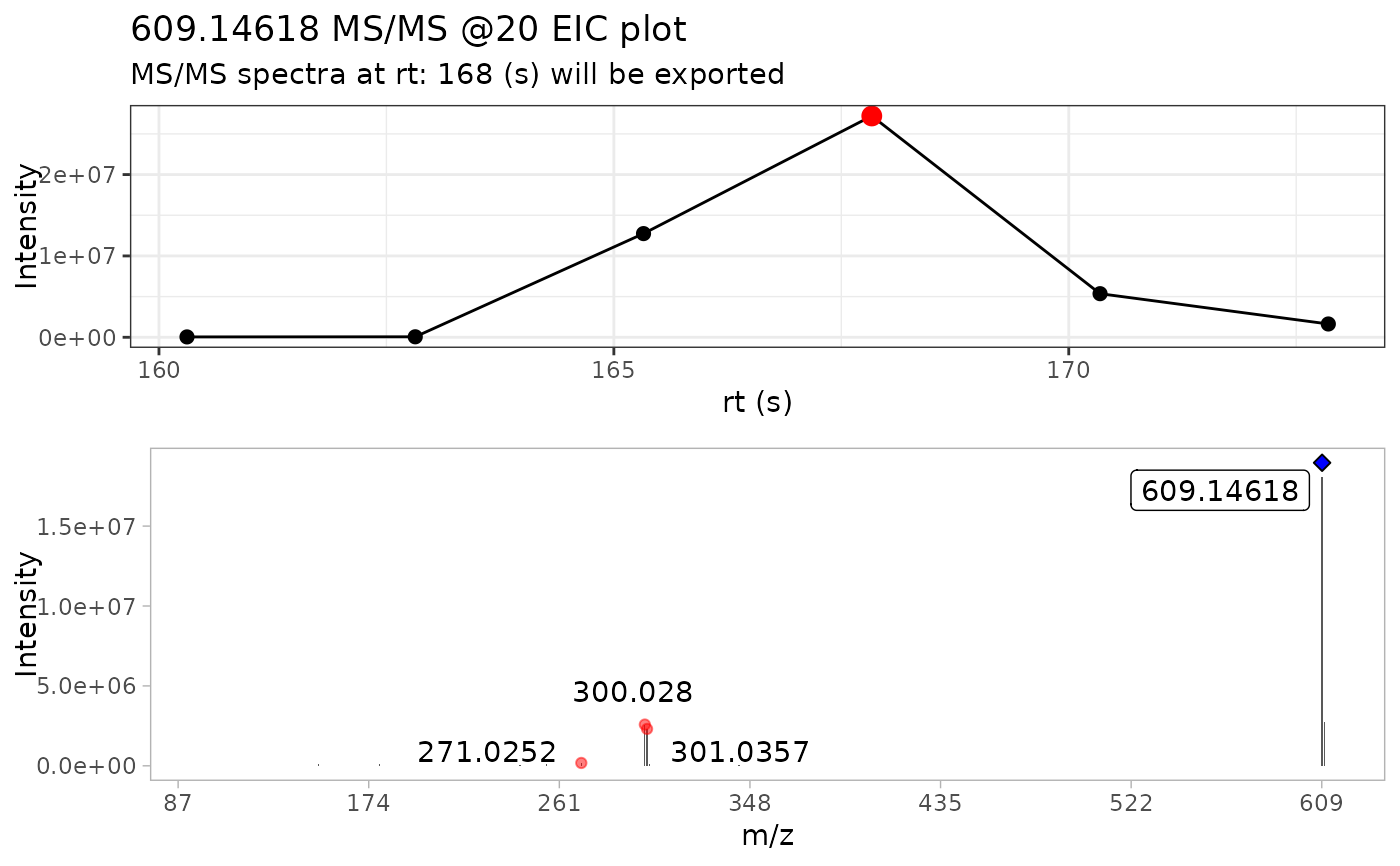 609.14618 MS/MS @20 EIC plot
MS/MS spectra at rt: 168 (s) will be exported
Intensity
2e+07
1e+07
0e+00
160 165 170
rt (s)
Intensity
1.5e+07
1.0e+07
5.0e+06
0.0e+00
609.14618
300.028
271.0252 301.0357
87 174 261 348 435 522 609
m/z